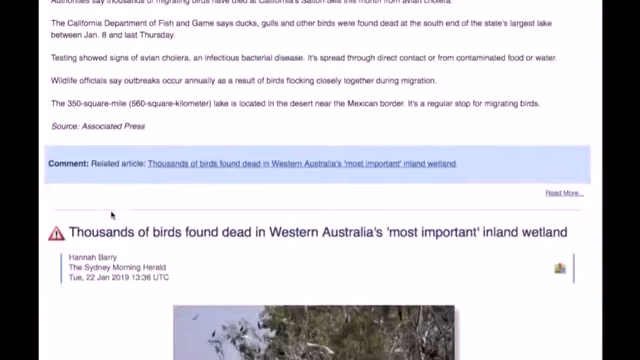 Authorities say thousands of migrating birds have died at California's Salton Sea this month from avian cholera.
The California Department of Fish and Game says ducks, gulls and other birds were found dead at the south end of the state's largest lake
between Jan. 8 and last Thursday.
Testing showed signs of avian cholera, an infectious bacterial disease. It's spread through direct contact or from contaminated food or water.
Wildlife officials say outbreaks occur annually as a result of birds flocking closely together during migration.
The 350-square-mile (560-square-kilometer) lake is located in the desert near the Mexican border. It's a regular stop for migrating birds.
Source: Associated Press
Comment: Related article: Thousands of birds found dead in Western Australia's 'most important' inland wetland.
Read More...
Thousands of birds found dead in Western Australia's 'most important' inland wetland
Hannah Barry
The Sydney Morning Herald
Tue, 22 Jan 2019 13:36 UTC